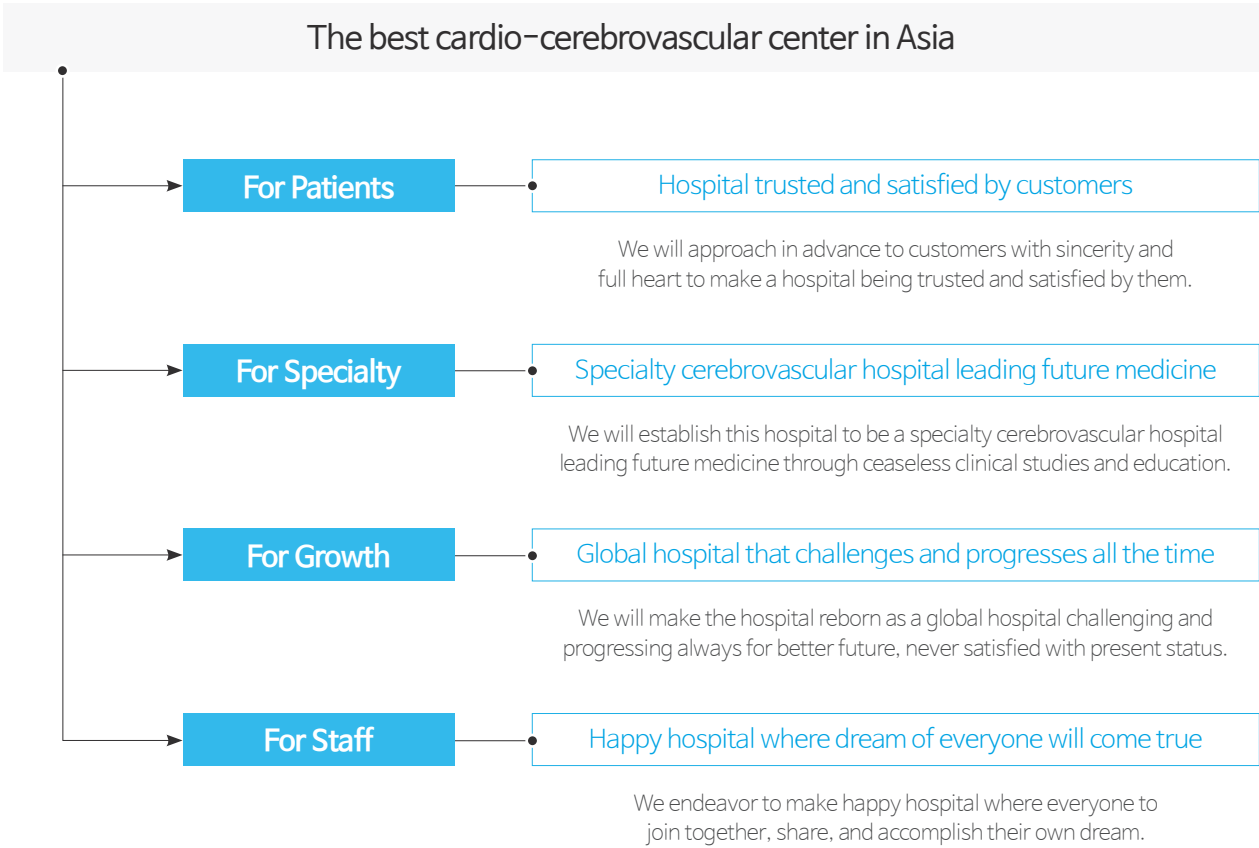 The best cardio-cerebrovascular center in Asia
For Patients
Hospital trusted and satisfied by customers
We will approach in advance to customers with sincerity and
full heart to make a hospital being trusted and satisfied by them.
For Specialty
Specialty cerebrovascular hospital leading future medicine
We will establish this hospital to be a specialty cerebrovascular hospital
leading future medicine through ceaseless clinical studies and education.
For Growth
Global hospital that challenges and progresses all the time
We will make the hospital reborn as a global hospital challenging and
progressing always for better future, never satisfied with present status.
For Staff
Happy hospital where dream of everyone will come true
We endeavor to make happy hospital where everyone to
join together, share, and accomplish their own dream.